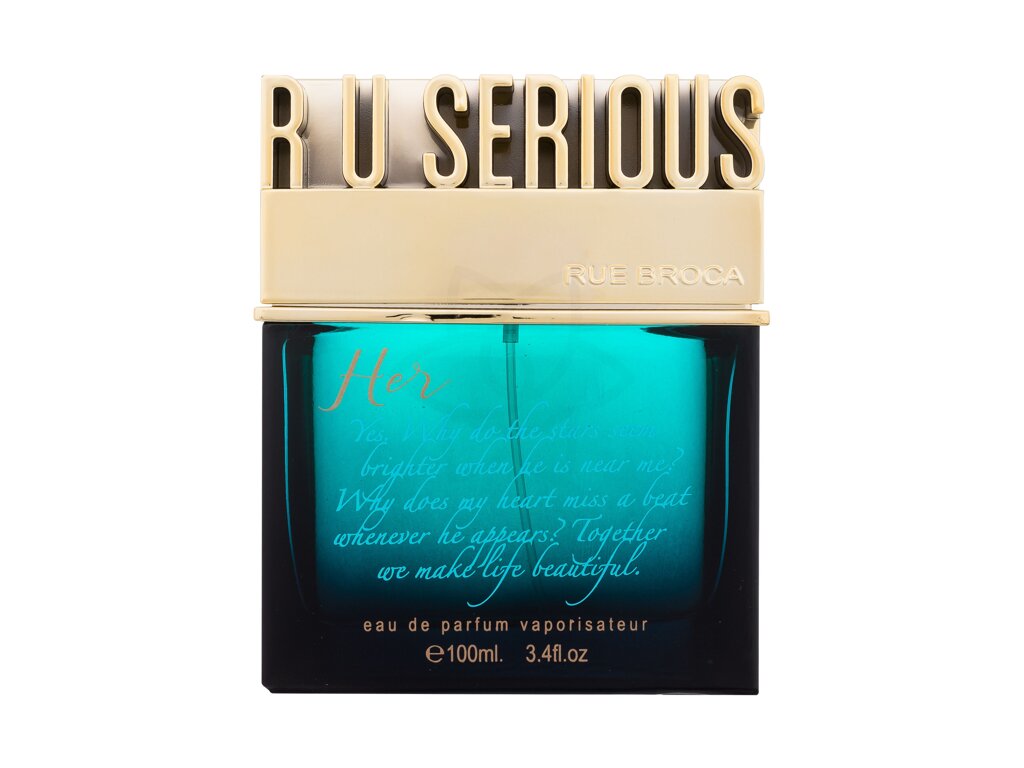 R U SERIOUS
RUE BROCA
Her
Yes, Why do the stars seem
brighter when he is near me?
Why does my heart miss a beat
whenever he appears? Together
we make life beautiful.
eau de parfum vaporisateur
℮100ml. 3.4fl.oz